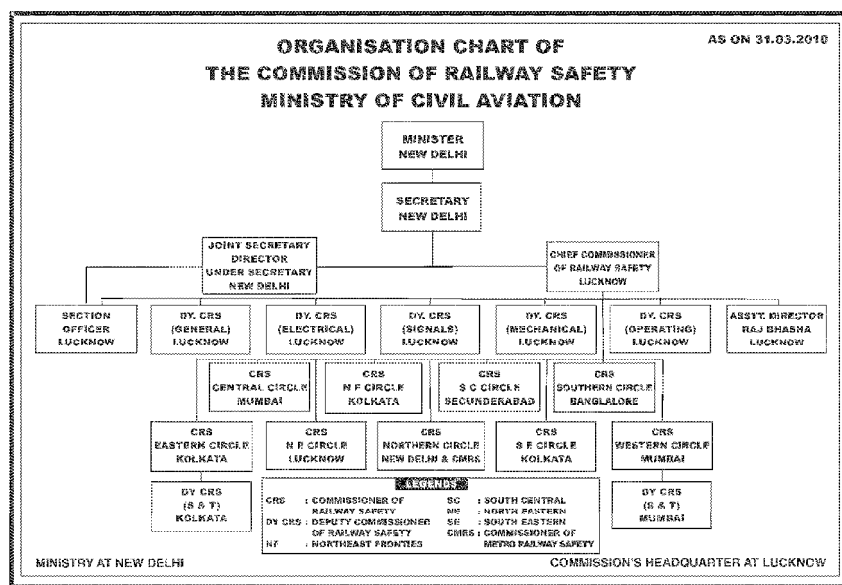 AS ON 31.03.2010
ORGANISATION CHART OF
THE COMMISSION OF RAILWAY SAFETY
MINISTRY OF CIVIL AVIATION
MINISTER
NEW DELHI
SECRETARY
NEW DELHI
JOINT SECRETARY
DIRECTOR
UNDER SECRETARY
NEW DELHI
CHIEF COMMISSIONER
OF RAILWAY SAFETY
LUCKNOW
SECTION
OFFICER
LUCKNOW
DY. CRS
(GENERAL)
LUCKNOW
DY. CRS
(ELECTRICAL)
LUCKNOW
DY. CRS
(SIGNALS)
LUCKNOW
DY. CRS
(MECHANICAL)
LUCKNOW
DY. CRS
(OPERATING)
LUCKNOW
ASSTT. DIRECTOR
RAJ BHASHA
LUCKNOW
CRS
CENTRAL CIRCLE
MUMBAI
CRS
N F CIRCLE
KOLKATA
CRS
S C CIRCLE
SECUNDERABAD
CRS
SOUTHERN CIRCLE
BANGLALORE
CRS
EASTERN CIRCLE
KOLKATA
CRS
N E CIRCLE
LUCKNOW
CRS
NORTHERN CIRCLE
NEW DELHI & CMRS
CRS
S E CIRCLE
KOLKATA
CRS
WESTERN CIRCLE
MUMBAI
DY CRS
(S & T)
KOLKATA
DY CRS
(S & T)
MUMBAI
LEGENDS
CRS : COMMISSIONER OF
RAILWAY SAFETY
DY CRS : DEPUTY COMMISSIONER
OF RAILWAY SAFETY
NF : NORTHEAST FRONTIES
SC : SOUTH CENTRAL
NE : NORTH EASTERN
SE : SOUTH EASTERN
CMRS : COMMISSIONER OF
METRO RAILWAY SAFETY
MINISTRY AT NEW DELHI
COMMISSION'S HEADQUARTER AT LUCKNOW